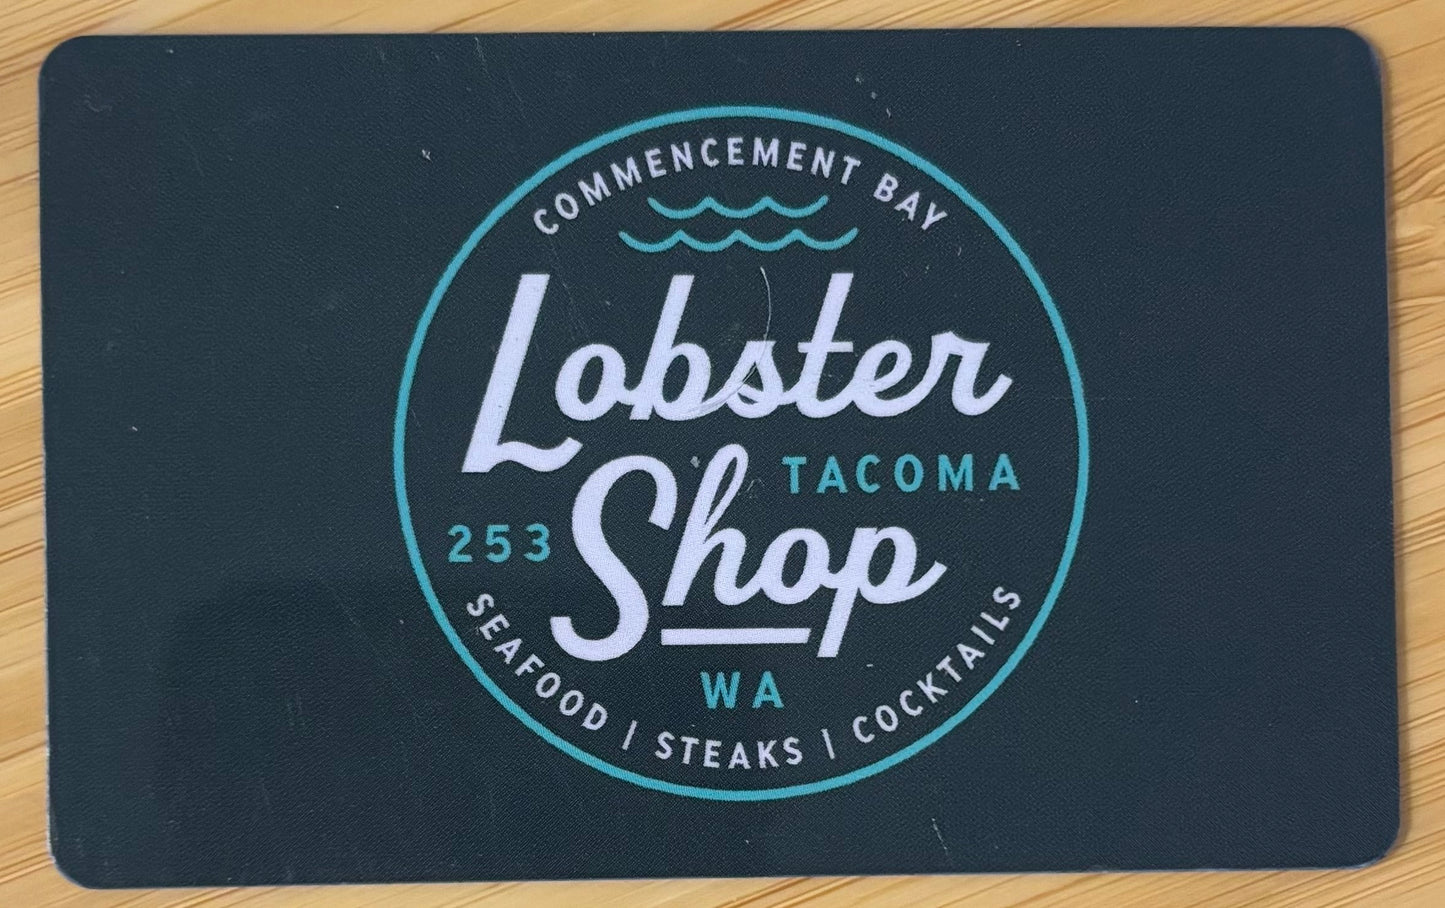 COMMENCEMENT BAY
Lobster
Shop
TACOMA
253
WA
SEAFOOD | STEAKS | COCKTAILS